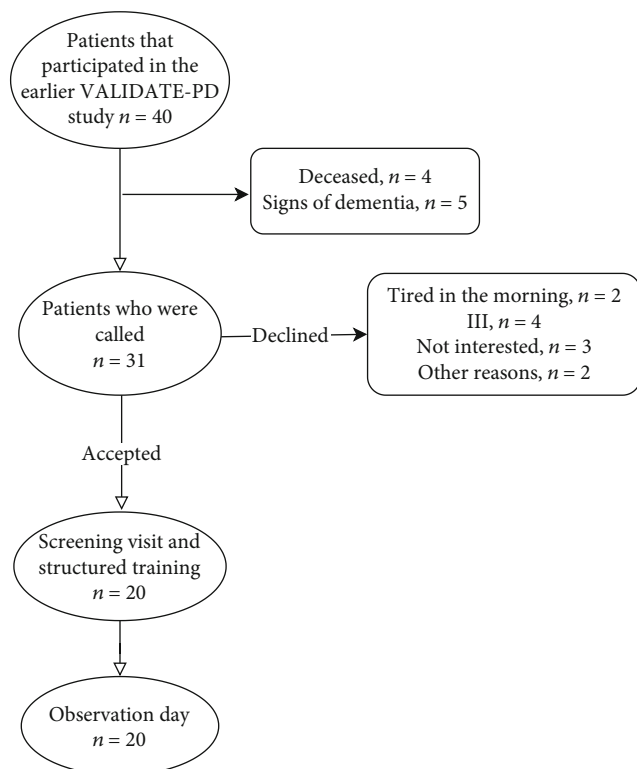 Patients that
participated in the
earlier VALIDATE-PD
study n = 40
Deceased, n = 4
Signs of dementia, n = 5
Patients who were
called
n = 31
Declined
Tired in the morning, n = 2
III, n = 4
Not interested, n = 3
Other reasons, n = 2
Accepted
Screening visit and
structured training
n = 20
Observation day
n = 20